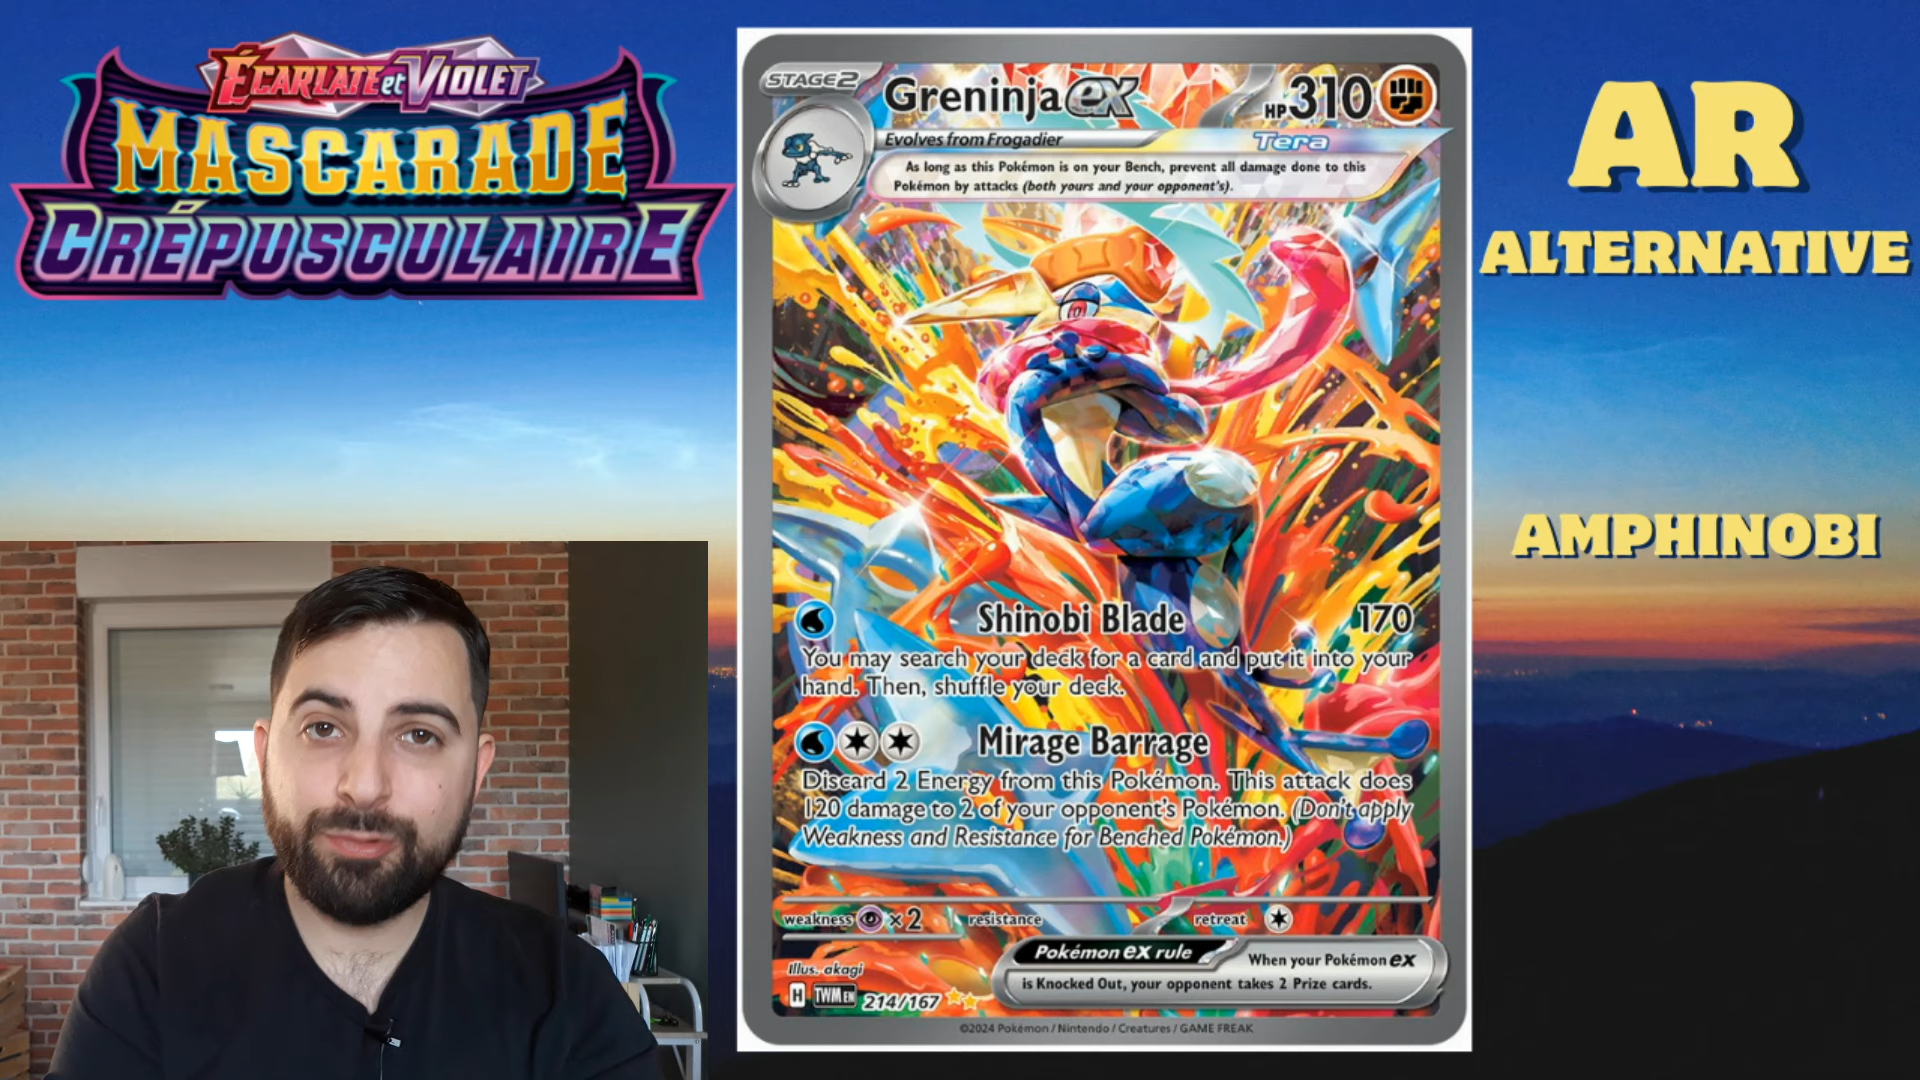 ÉCARLATE et VIOLET
MASCARADE
CRÉPUSCULAIRE
STAGE 2
Greninja ex
HP 310
Evolves from Frogadier
Tera
As long as this Pokémon is on your Bench, prevent all damage done to this
Pokémon by attacks (both yours and your opponent's).
Shinobi Blade 170
You may search your deck for a card and put it into your
hand. Then, shuffle your deck.
Mirage Barrage
Discard 2 Energy from this Pokémon. This attack does
120 damage to 2 of your opponent's Pokémon. (Don't apply
Weakness and Resistance for Benched Pokémon.)
weakness ×2 resistance retreat
Pokémon ex rule
When your Pokémon ex
is Knocked Out, your opponent takes 2 Prize cards.
Illus. akagi
H TWM EN 214/167
©2024 Pokémon / Nintendo / Creatures / GAME FREAK
AR
ALTERNATIVE
AMPHINOBI